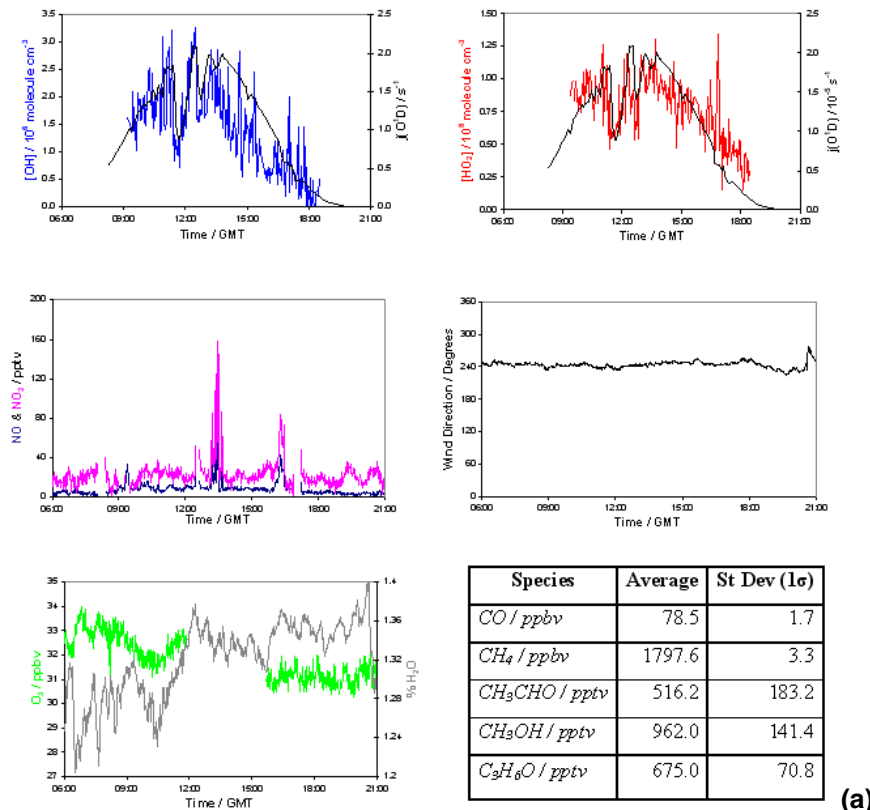 3.5
3.0
2.5
2.0
1.5
1.0
0.5
0.0
[OH] / 10⁶ molecule cm⁻³
2.5
2.0
1.5
1.0
0.5
0.0
j(O¹D) / s⁻¹
06:00 09:00 12:00 15:00 18:00 21:00
Time / GMT
1.50
1.25
1.00
0.75
0.50
0.25
0.00
[HO₂] / 10⁸ molecule cm⁻³
2.5
2.0
1.5
1.0
0.5
0.0
j(O¹D) / 10⁻⁵ s⁻¹
06:00 09:00 12:00 15:00 18:00 21:00
Time / GMT
200
160
120
80
40
0
NO & NO₂ / pptv
06:00 09:00 12:00 15:00 18:00 21:00
Time / GMT
360
300
240
180
120
60
0
Wind Direction / Degrees
06:00 09:00 12:00 15:00 18:00 21:00
Time / GMT
35
34
33
32
31
30
29
28
27
O₃ / ppbv
1.4
1.36
1.32
1.28
1.24
1.2
% H₂O
06:00 09:00 12:00 15:00 18:00 21:00
Time / GMT
Species Average St Dev (1σ)
CO / ppbv 78.5 1.7
CH₄ / ppbv 1797.6 3.3
CH₃CHO / pptv 516.2 183.2
CH₃OH / pptv 962.0 141.4
C₃H₆O / pptv 675.0 70.8
(a)